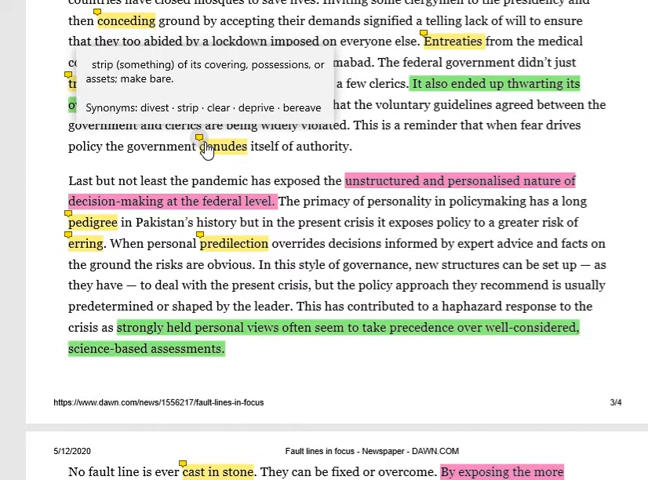 countries have closed mosques to save lives. Inviting some clergymen to the presidency and
then conceding ground by accepting their demands signified a telling lack of will to ensure
that they too abided by a lockdown imposed on everyone else. Entreaties from the medical
mabad. The federal government didn't just
a few clerics. It also ended up thwarting its
hat the voluntary guidelines agreed between the
government and clerics are being widely violated. This is a reminder that when fear drives
policy the government denudes itself of authority.
strip (something) of its covering, possessions, or
assets; make bare.
Synonyms: divest · strip · clear · deprive · bereave
Last but not least the pandemic has exposed the unstructured and personalised nature of
decision-making at the federal level. The primacy of personality in policymaking has a long
pedigree in Pakistan's history but in the present crisis it exposes policy to a greater risk of
erring. When personal predilection overrides decisions informed by expert advice and facts on
the ground the risks are obvious. In this style of governance, new structures can be set up — as
they have — to deal with the present crisis, but the policy approach they recommend is usually
predetermined or shaped by the leader. This has contributed to a haphazard response to the
crisis as strongly held personal views often seem to take precedence over well-considered,
science-based assessments.
https://www.dawn.com/news/1556217/fault-lines-in-focus 3/4
5/12/2020 Fault lines in focus - Newspaper - DAWN.COM
No fault line is ever cast in stone. They can be fixed or overcome. By exposing the more